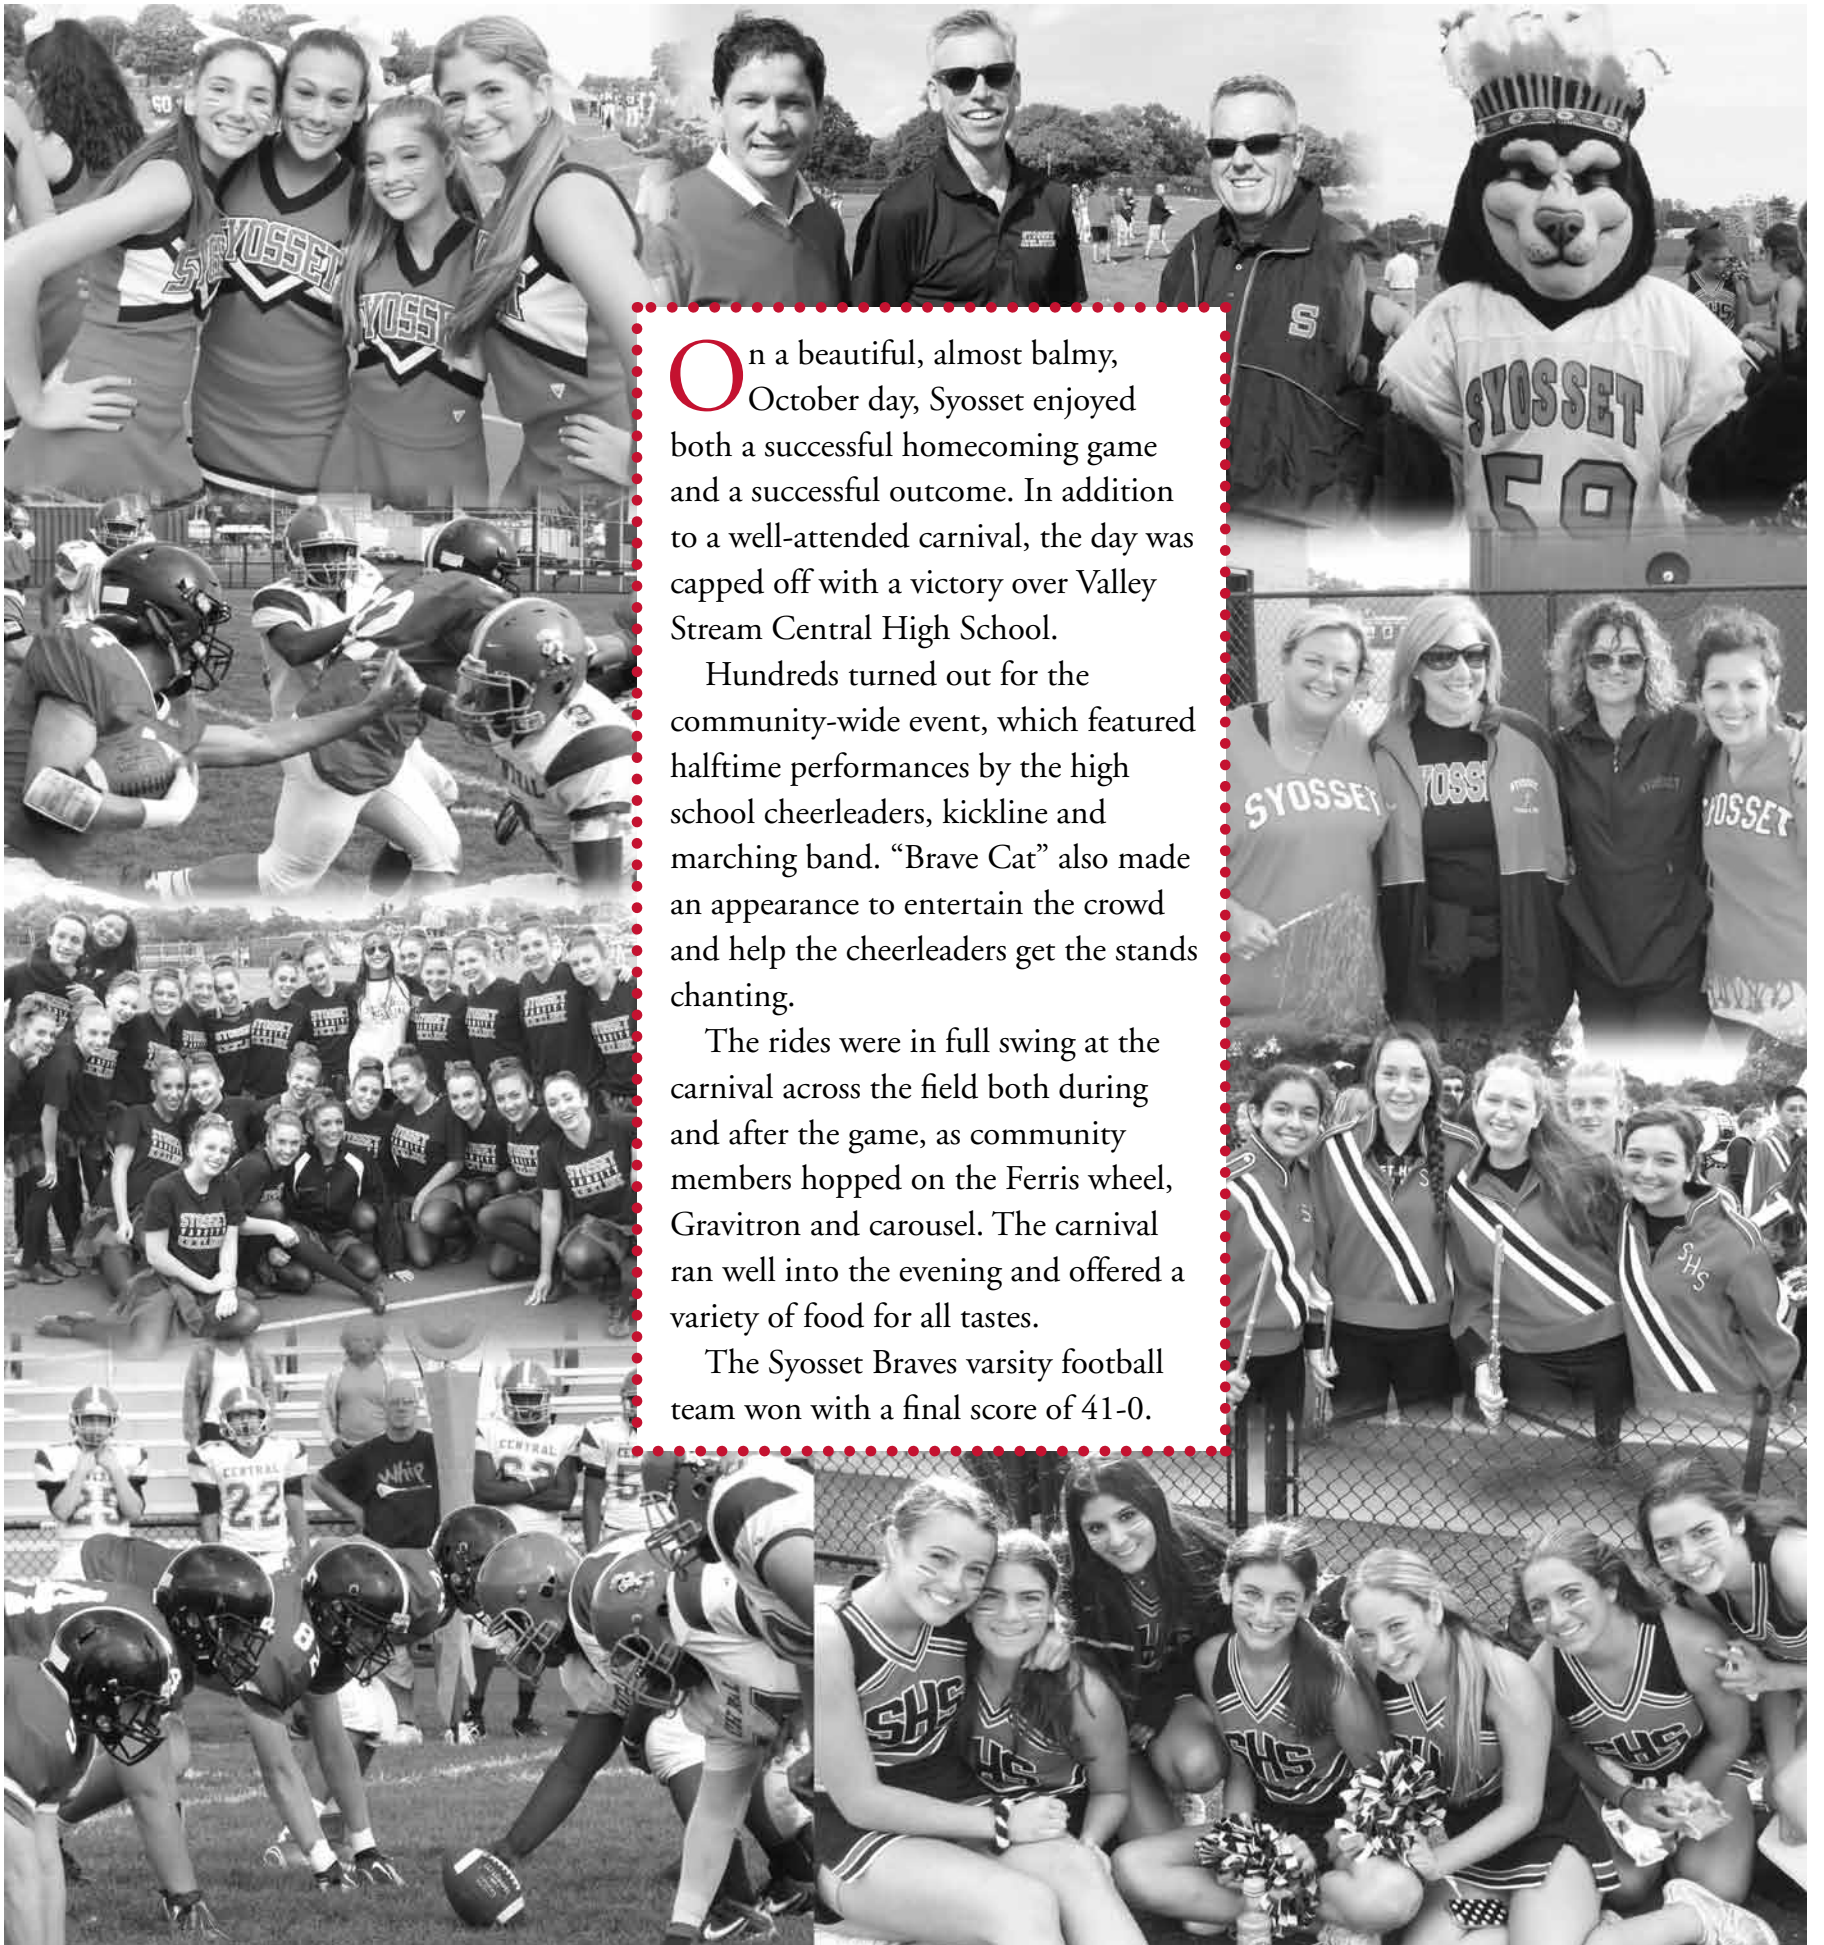 On a beautiful, almost balmy,
October day, Syosset enjoyed
both a successful homecoming game
and a successful outcome. In addition
to a well-attended carnival, the day was
capped off with a victory over Valley
Stream Central High School.
Hundreds turned out for the
community-wide event, which featured
halftime performances by the high
school cheerleaders, kickline and
marching band. “Brave Cat” also made
an appearance to entertain the crowd
and help the cheerleaders get the stands
chanting.
The rides were in full swing at the
carnival across the field both during
and after the game, as community
members hopped on the Ferris wheel,
Gravitron and carousel. The carnival
ran well into the evening and offered a
variety of food for all tastes.
The Syosset Braves varsity football
team won with a final score of 41-0.
SYOSSET
S
SYOSSET
59
SYOSSET
SHS
CENTRAL
22
CENTRAL
Whip
SHS
SHS
SHS